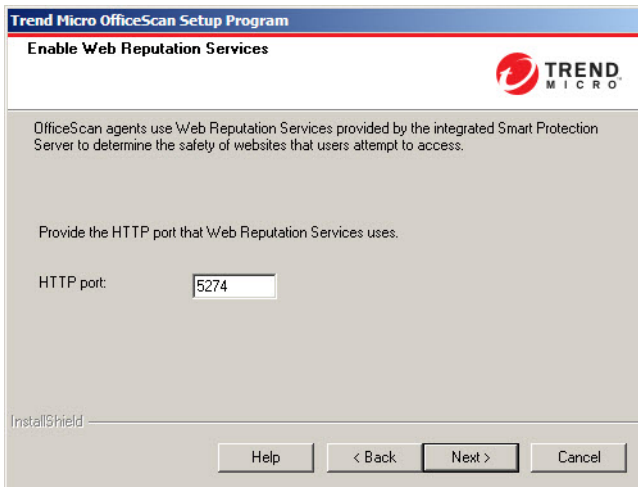 Trend Micro OfficeScan Setup Program
Enable Web Reputation Services
TREND
MICRO
OfficeScan agents use Web Reputation Services provided by the integrated Smart Protection
Server to determine the safety of websites that users attempt to access.
Provide the HTTP port that Web Reputation Services uses.
HTTP port:
5274
InstallShield
Help
< Back
Next >
Cancel